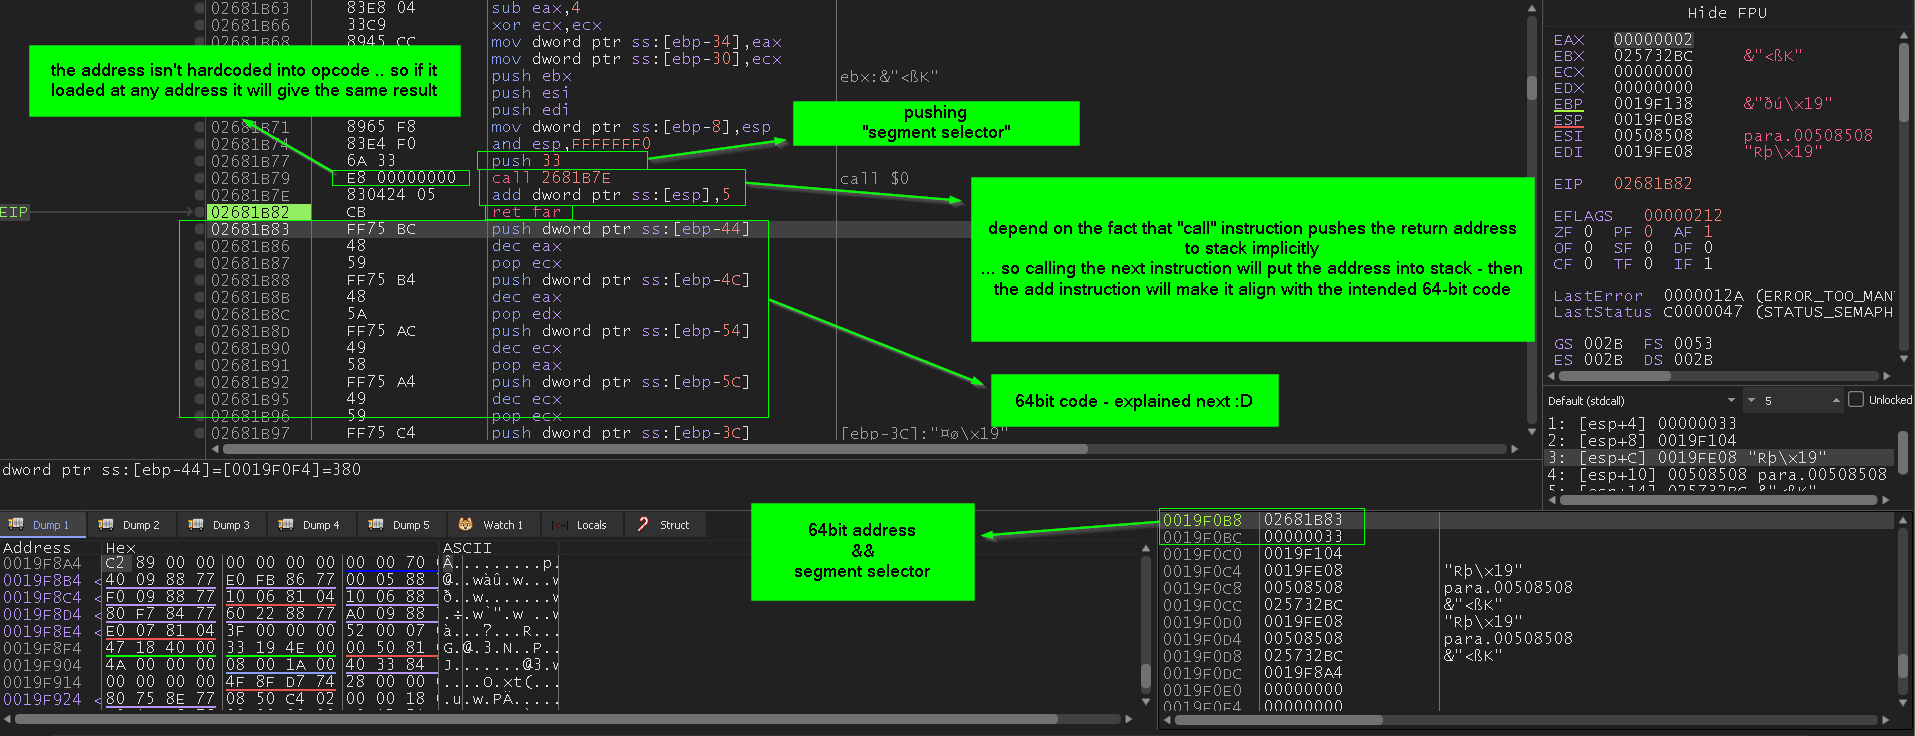 02681B63 83E8 04 sub eax,4
02681B66 33C9 xor ecx,ecx
02681B68 8945 CC mov dword ptr ss:[ebp-34],eax
mov dword ptr ss:[ebp-30],ecx
push ebx ebx:&"<ßK"
push esi
push edi
02681B71 8965 F8 mov dword ptr ss:[ebp-8],esp
02681B74 83E4 F0 and esp,FFFFFFF0
02681B77 6A 33 push 33
02681B79 E8 00000000 call 2681B7E call $0
02681B7E 830424 05 add dword ptr ss:[esp],5
EIP 02681B82 CB ret far
02681B83 FF75 BC push dword ptr ss:[ebp-44]
02681B86 48 dec eax
02681B87 59 pop ecx
02681B88 FF75 B4 push dword ptr ss:[ebp-4C]
02681B8B 48 dec eax
02681B8C 5A pop edx
02681B8D FF75 AC push dword ptr ss:[ebp-54]
02681B90 49 dec ecx
02681B91 58 pop eax
02681B92 FF75 A4 push dword ptr ss:[ebp-5C]
02681B95 49 dec ecx
02681B96 59 pop ecx
02681B97 FF75 C4 push dword ptr ss:[ebp-3C] [ebp-3C]:"¤ø\x19"
the address isn't hardcoded into opcode .. so if it
loaded at any address it will give the same result
pushing
"segment selector"
depend on the fact that "call" instruction pushes the return address
to stack implicitly
... so calling the next instruction will put the address into stack - then
the add instruction will make it align with the intended 64-bit code
64bit code - explained next :D
dword ptr ss:[ebp-44]=[0019F0F4]=380
Hide FPU
EAX 00000002
EBX 025732BC &"<ßK"
ECX 00000000
EDX 00000000
EBP 0019F138 &"ðú\x19"
ESP 0019F0B8
ESI 00508508 para.00508508
EDI 0019FE08 "Rþ\x19"
EIP 02681B82
EFLAGS 00000212
ZF 0 PF 0 AF 1
OF 0 SF 0 DF 0
CF 0 TF 0 IF 1
LastError 0000012A (ERROR_TOO_MAN
LastStatus C0000047 (STATUS_SEMAPH
GS 002B FS 0053
ES 002B DS 002B
Default (stdcall) 5 Unlocked
1: [esp+4] 00000033
2: [esp+8] 0019F104
3: [esp+C] 0019FE08 "Rþ\x19"
4: [esp+10] 00508508 para.00508508
5: [esp+14] 025732BC &"<ßK"
Dump 1 Dump 2 Dump 3 Dump 4 Dump 5 Watch 1 Locals Struct
Address Hex ASCII
0019F8A4 C2 89 00 00 00 00 00 00 00 00 70 Â.........p.
0019F8B4 40 09 88 77 E0 FB 86 77 00 05 88 @..wàû.w...w
0019F8C4 F0 09 88 77 10 06 81 04 10 06 88 ð..w.......w
0019F8D4 80 F7 84 77 60 22 88 77 A0 09 88 .÷.w`".w ..w
0019F8E4 E0 07 81 04 3F 00 00 00 52 00 07 à...?...R...
0019F8F4 47 18 40 00 33 19 4E 00 00 50 81 G.@.3.N..P..
0019F904 4A 00 00 00 08 00 1A 00 40 33 84 J.......@3.w
0019F914 00 00 00 00 4F 8F D7 74 28 00 00 ....O.xt(...
0019F924 80 75 8E 77 08 50 C4 02 00 00 18 .u.w.PÄ.....
64bit address
&&
segment selector
0019F0B8 02681B83
0019F0BC 00000033
0019F0C0 0019F104
0019F0C4 0019FE08 "Rþ\x19"
0019F0C8 00508508 para.00508508
0019F0CC 025732BC &"<ßK"
0019F0D0 0019FE08 "Rþ\x19"
0019F0D4 00508508 para.00508508
0019F0D8 025732BC &"<ßK"
0019F0DC 0019F8A4
0019F0E0 00000000
0019F0F4 00000000